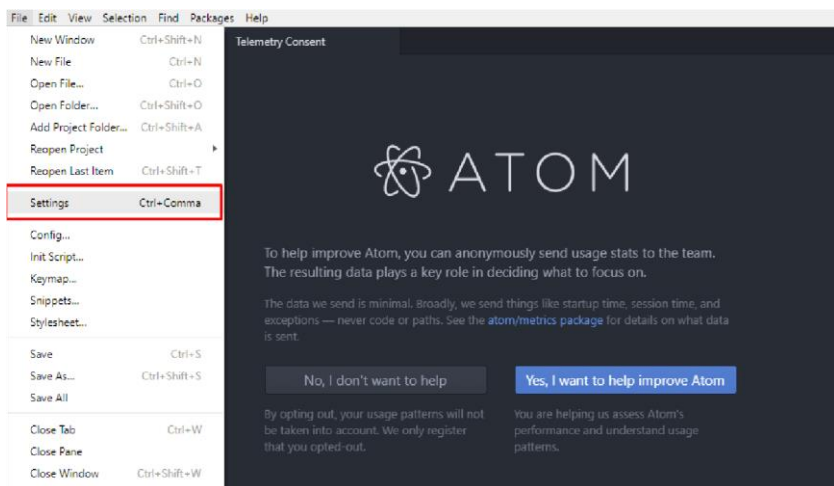 File Edit View Selection Find Packages Help
New Window Ctrl+Shift+N
New File Ctrl+N
Open File... Ctrl+O
Open Folder... Ctrl+Shift+O
Add Project Folder... Ctrl+Shift+A
Reopen Project
Reopen Last Item Ctrl+Shift+T
Settings Ctrl+Comma
Config...
Init Script...
Keymap...
Snippets...
Stylesheet...
Save Ctrl+S
Save As... Ctrl+Shift+S
Save All
Close Tab Ctrl+W
Close Pane
Close Window Ctrl+Shift+W
Telemetry Consent
ATOM
To help improve Atom, you can anonymously send usage stats to the team.
The resulting data plays a key role in deciding what to focus on.
The data we send is minimal. Broadly, we send things like startup time, session time, and
exceptions — never code or paths. See the atom/metrics package for details on what data
is sent.
No, I don't want to help
By opting out, your usage patterns will not
be taken into account. We only register
that you opted-out.
Yes, I want to help improve Atom
You are helping us assess Atom's
performance and understand usage
patterns.